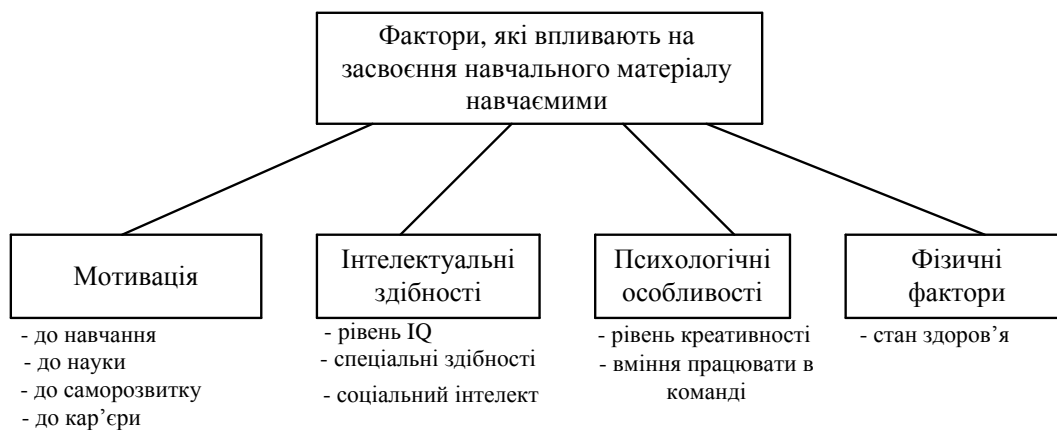 Фактори, які впливають на
засвоєння навчального матеріалу
навчаємими
Мотивація
- до навчання
- до науки
- до саморозвитку
- до кар’єри
Інтелектуальні
здібності
- рівень IQ
- спеціальні здібності
- соціальний інтелект
Психологічні
особливості
- рівень креативності
- вміння працювати в
команді
Фізичні
фактори
- стан здоров’я